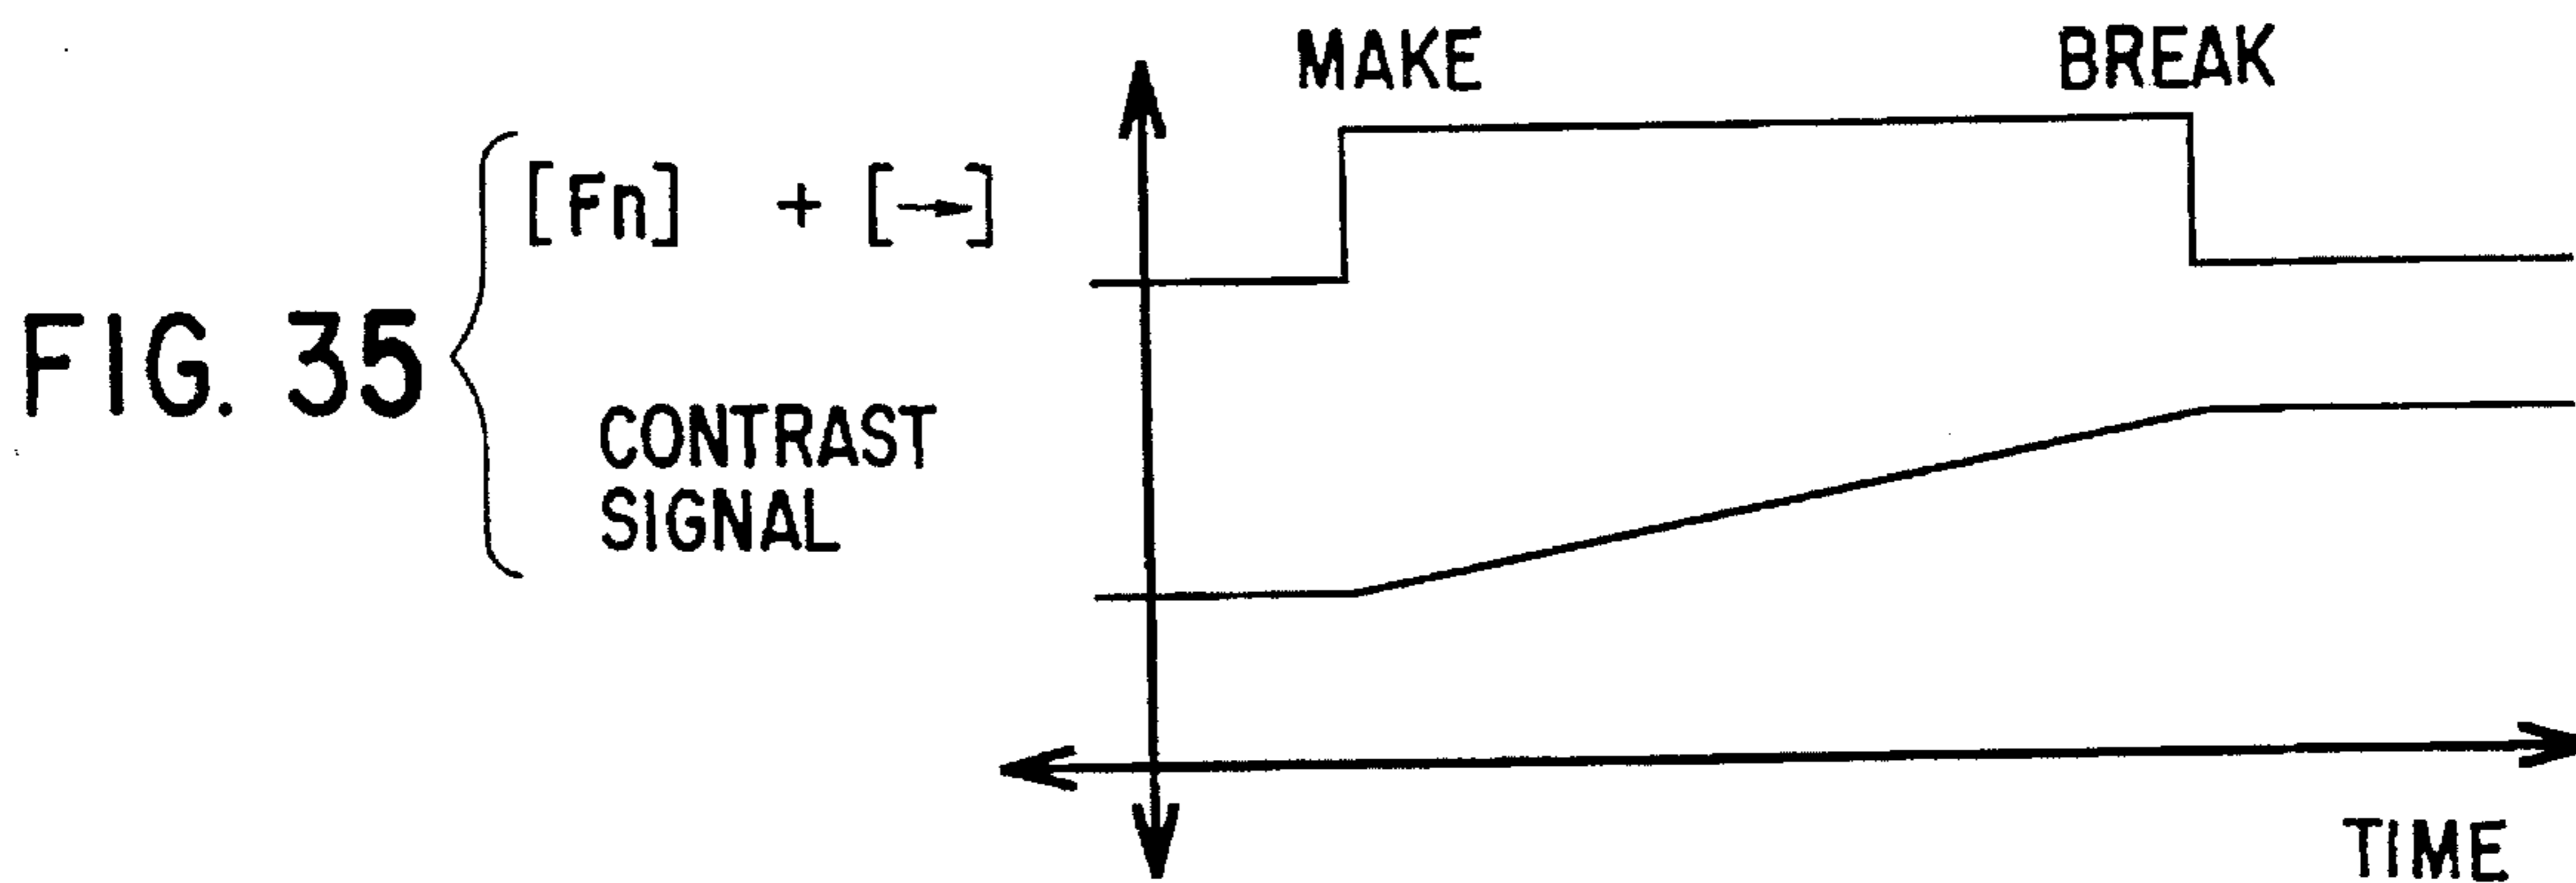 MAKE
BREAK
[Fn] + [→]
FIG. 35
CONTRAST
SIGNAL
TIME